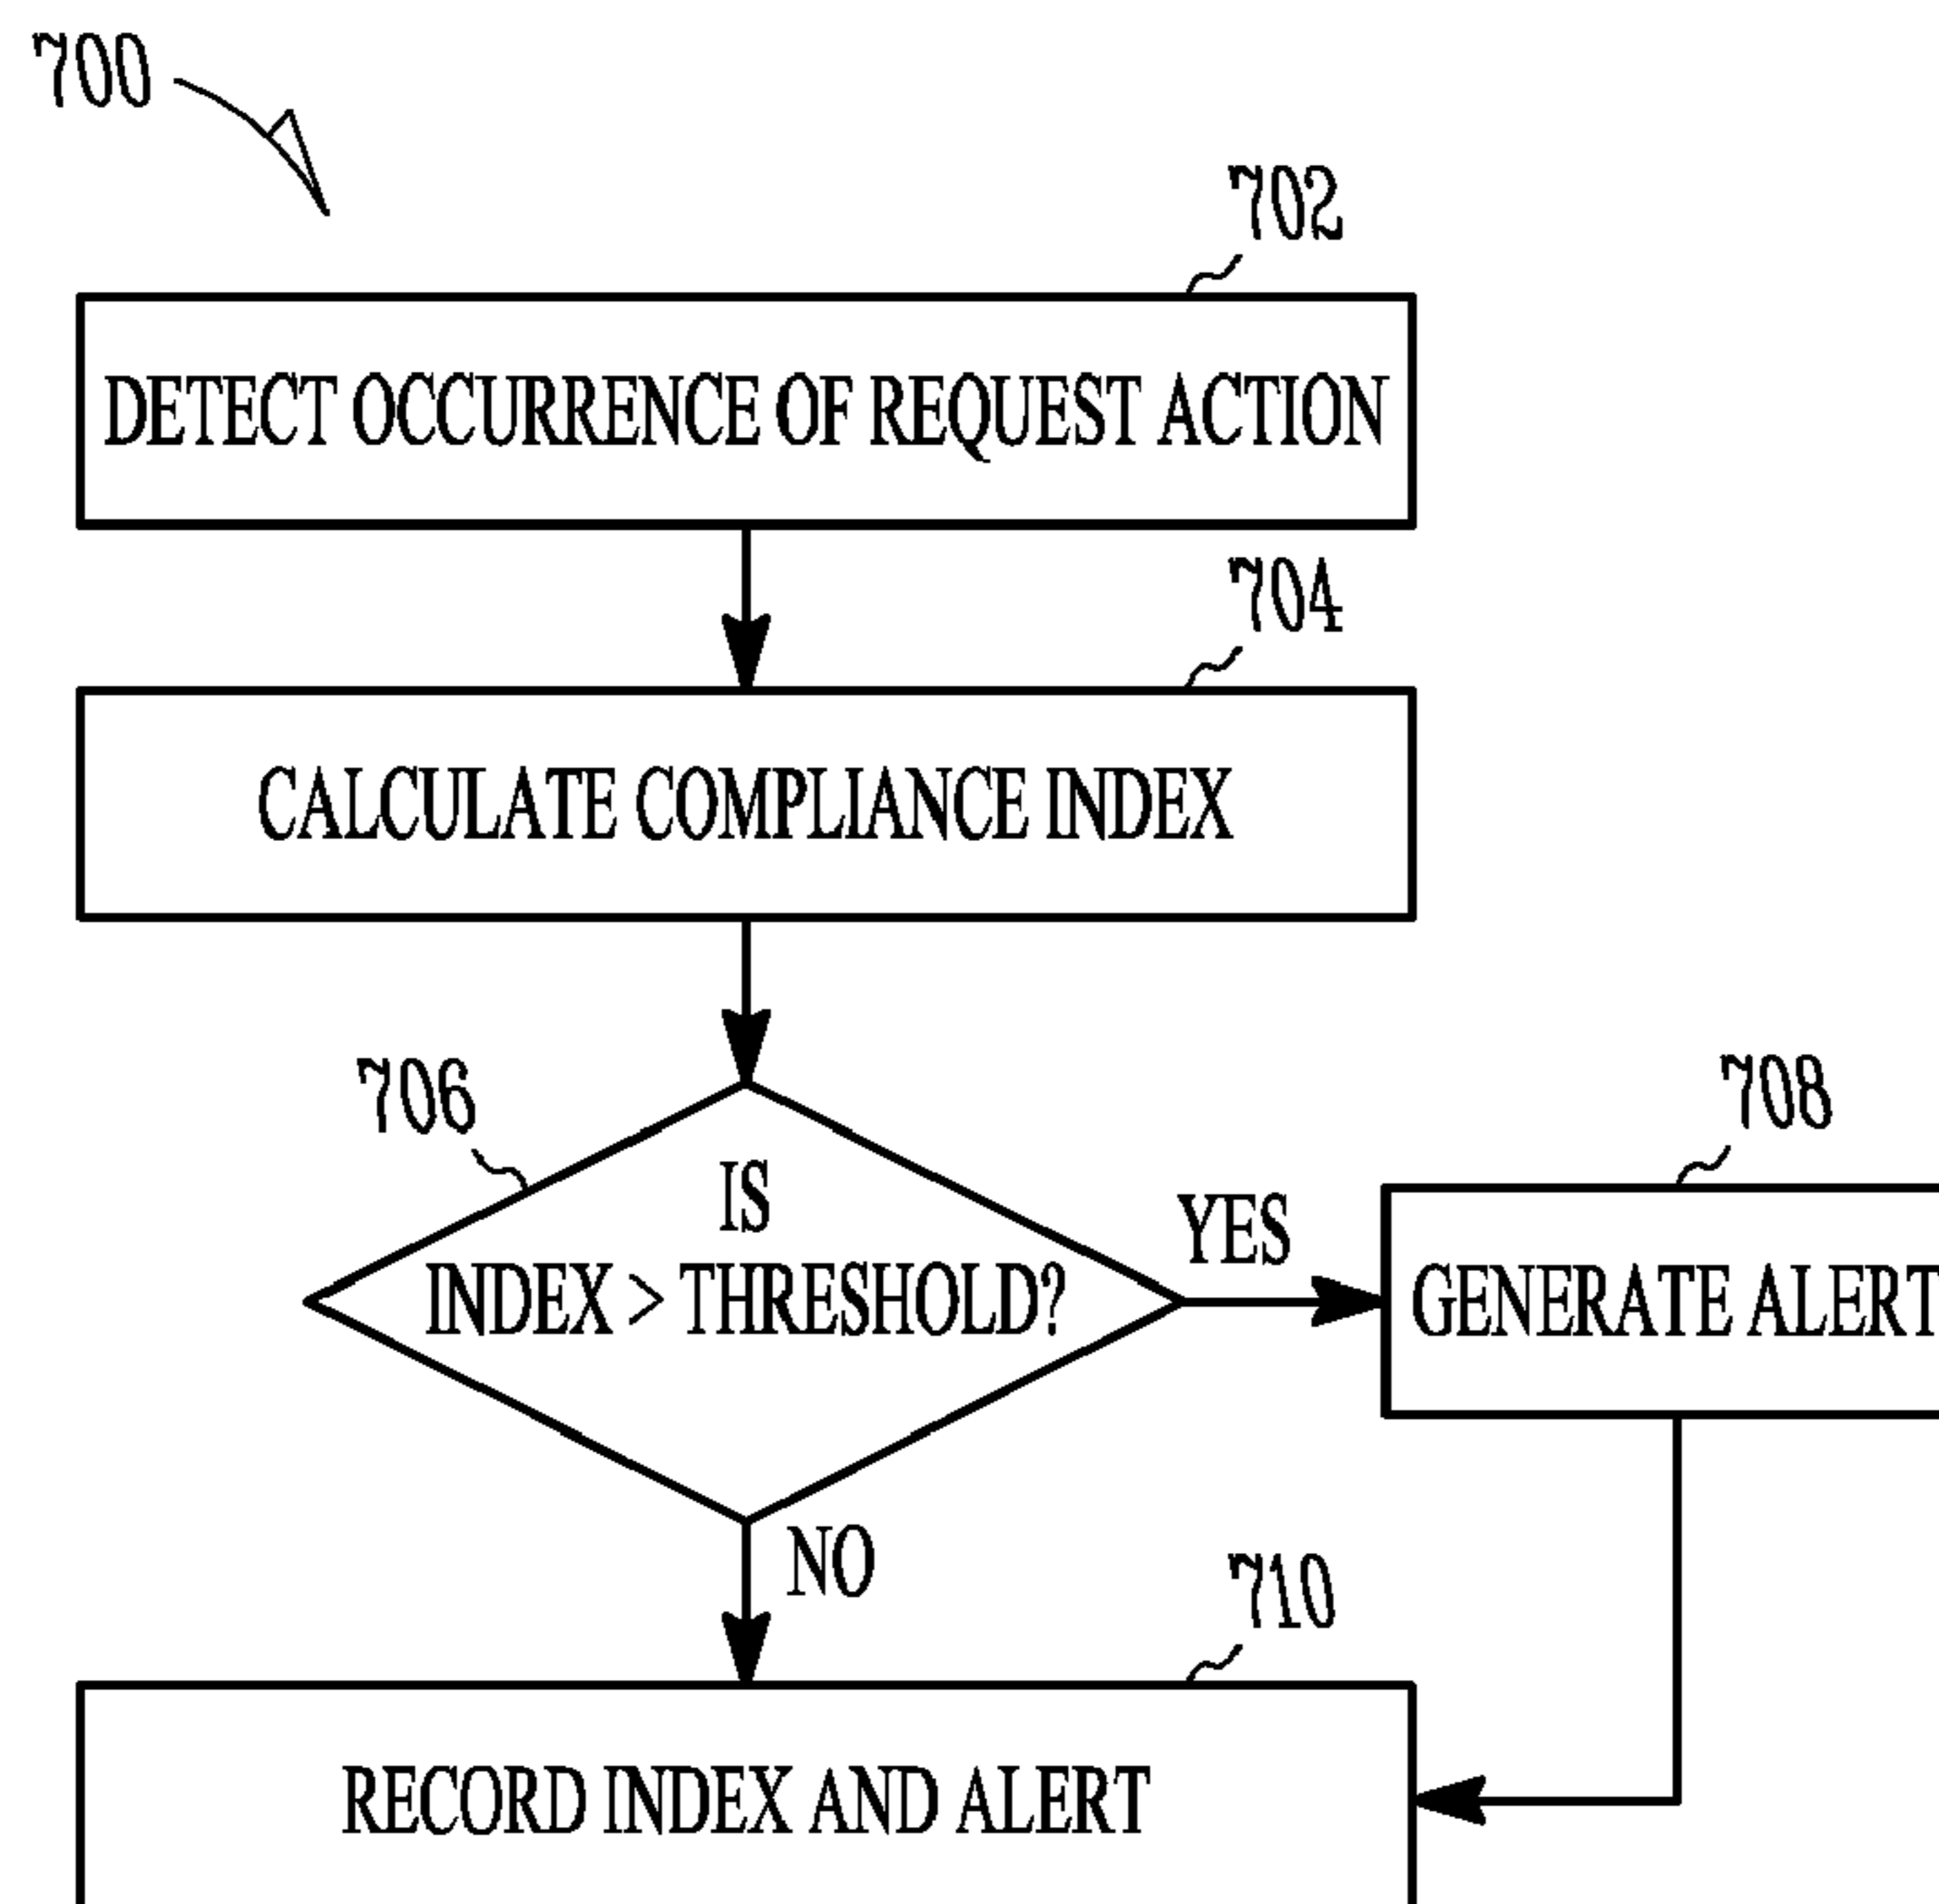 700
702
DETECT OCCURRENCE OF REQUEST ACTION
704
CALCULATE COMPLIANCE INDEX
706
IS
INDEX > THRESHOLD?
YES
708
GENERATE ALERT
NO
710
RECORD INDEX AND ALERT